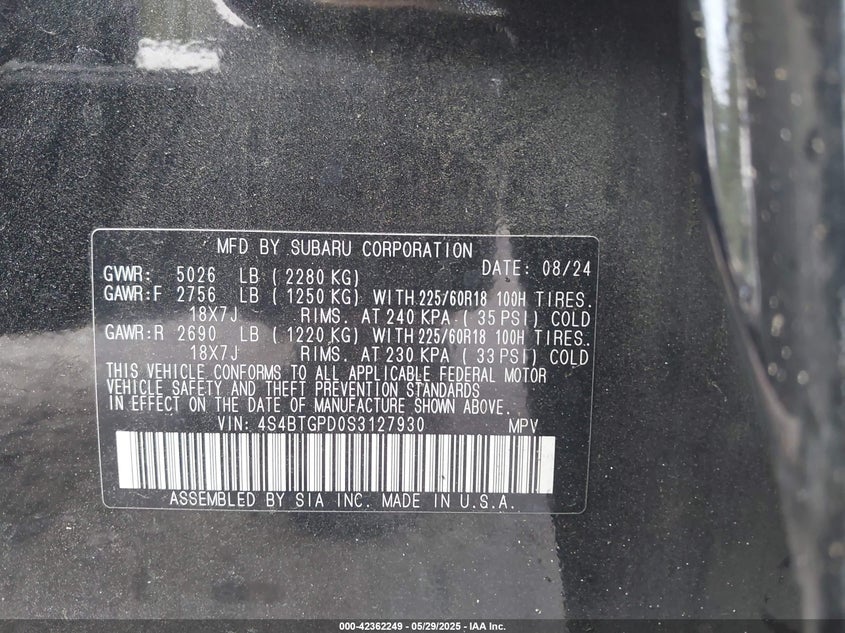 MFD BY SUBARU CORPORATION
DATE: 08/24
GVWR: 5026 LB ( 2280 KG)
GAWR:F 2756 LB ( 1250 KG) WITH 225/60R18 100H TIRES.
18X7J RIMS. AT 240 KPA ( 35 PSI) COLD
GAWR:R 2690 LB ( 1220 KG) WITH 225/60R18 100H TIRES.
18X7J RIMS. AT 230 KPA ( 33 PSI) COLD
THIS VEHICLE CONFORMS TO ALL APPLICABLE FEDERAL MOTOR
VEHICLE SAFETY AND THEFT PREVENTION STANDARDS
IN EFFECT ON THE DATE OF MANUFACTURE SHOWN ABOVE.
VIN: 4S4BTGPD0S3127930 MPV
ASSEMBLED BY SIA INC. MADE IN U.S.A.
000-42362249 - 05/29/2025 - IAA Inc.